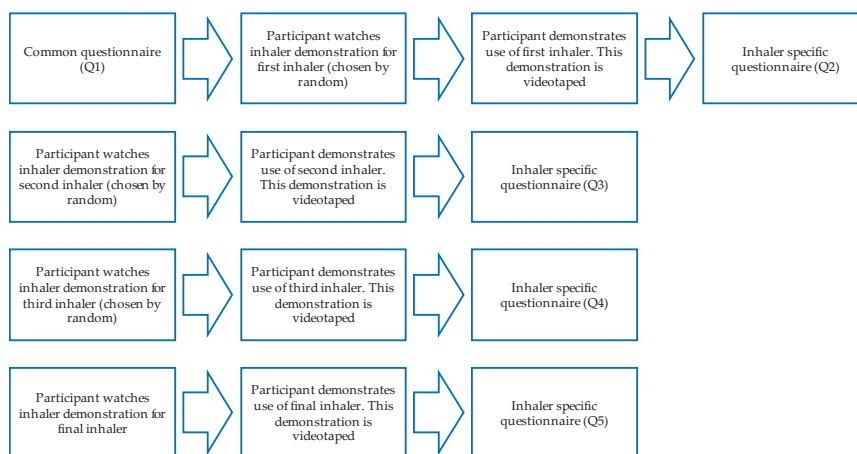 Common questionnaire
(Q1)
Participant watches
inhaler demonstration for
first inhaler (chosen by
random)
Participant demonstrates
use of first inhaler. This
demonstration is
videotaped
Inhaler specific
questionnaire (Q2)
Participant watches
inhaler demonstration for
second inhaler (chosen by
random)
Participant demonstrates
use of second inhaler.
This demonstration is
videotaped
Inhaler specific
questionnaire (Q3)
Participant watches
inhaler demonstration for
third inhaler (chosen by
random)
Participant demonstrates
use of third inhaler. This
demonstration is
videotaped
Inhaler specific
questionnaire (Q4)
Participant watches
inhaler demonstration for
final inhaler
Participant demonstrates
use of final inhaler. This
demonstration is
videotaped
Inhaler specific
questionnaire (Q5)